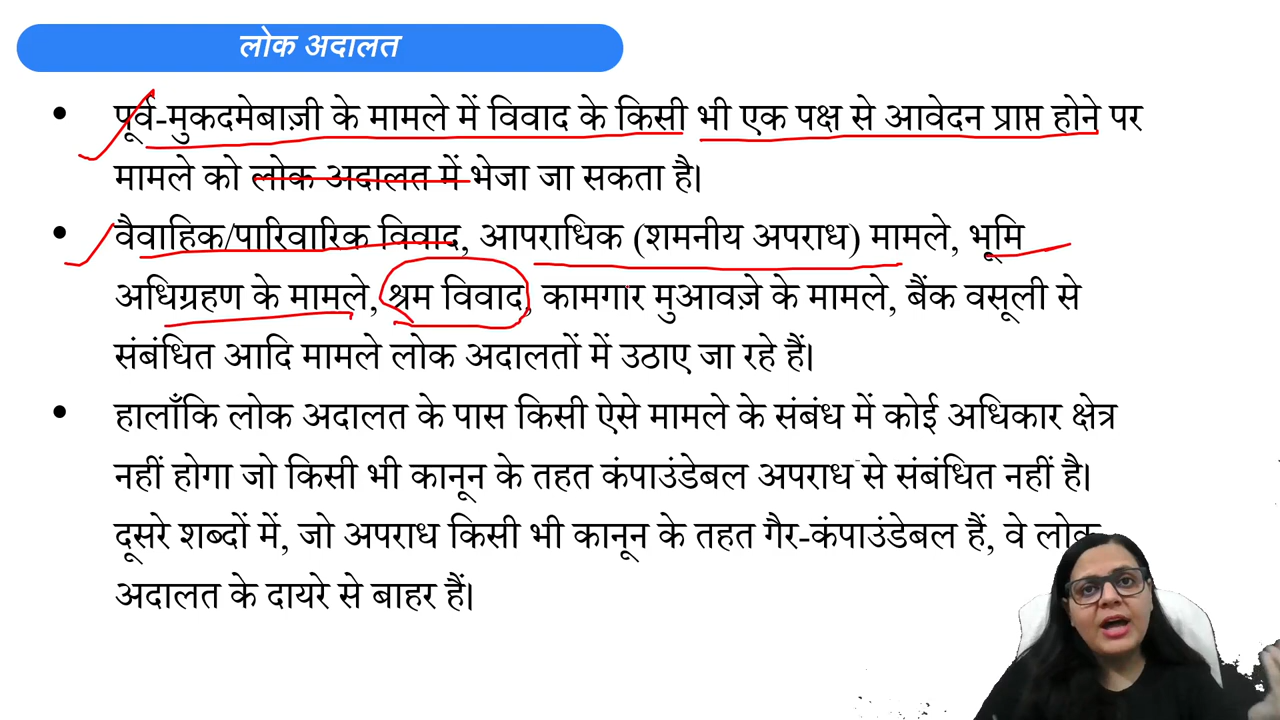 लोक अदालत
• पूर्व-मुकदमेबाज़ी के मामले में विवाद के किसी भी एक पक्ष से आवेदन प्राप्त होने पर
मामले को लोक अदालत में भेजा जा सकता है।
• वैवाहिक/पारिवारिक विवाद, आपराधिक (शमनीय अपराध) मामले, भूमि
अधिग्रहण के मामले, श्रम विवाद, कामगार मुआवज़े के मामले, बैंक वसूली से
संबंधित आदि मामले लोक अदालतों में उठाए जा रहे हैं।
• हालाँकि लोक अदालत के पास किसी ऐसे मामले के संबंध में कोई अधिकार क्षेत्र
नहीं होगा जो किसी भी कानून के तहत कंपाउंडेबल अपराध से संबंधित नहीं है।
दूसरे शब्दों में, जो अपराध किसी भी कानून के तहत गैर-कंपाउंडेबल हैं, वे लोक
अदालत के दायरे से बाहर हैं।